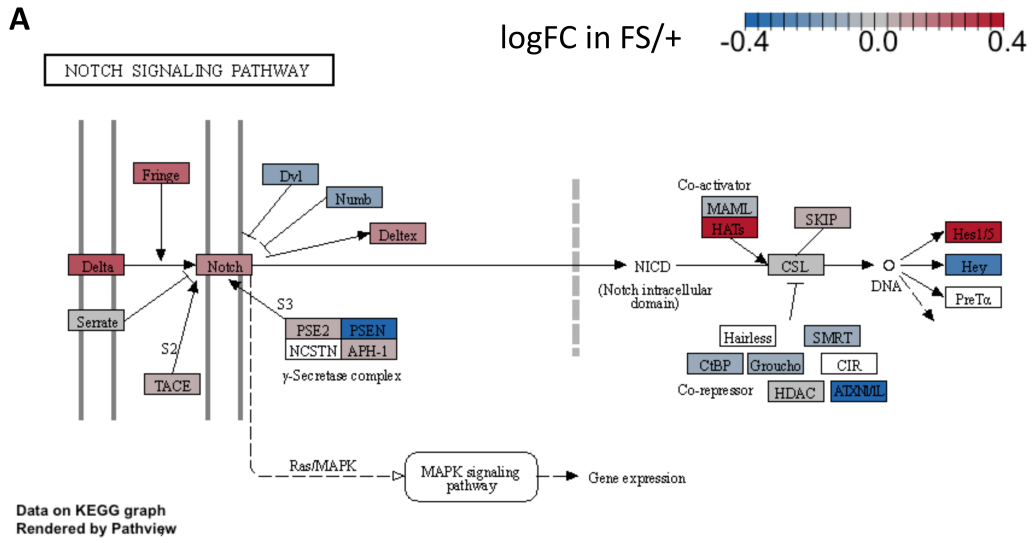 A
logFC in FS/+
-0.4 0.0 0.4
NOTCH SIGNALING PATHWAY
Fringe
Dvl
Numb
Deltex
Delta
Notch
Serrate
S2
TACE
S3
PSE2 PSEN
NCSTN APH-1
γ-Secretase complex
Co-activator
MAML
HATs
SKIP
NICD
(Notch intracellular
domain)
CSL
DNA
Hes1/5
Hey
PreTα
Hairless SMRT
CtBP Groucho CIR
Co-repressor HDAC ATXN1/1L
Ras/MAPK
MAPK signaling
pathway
Gene expression
Data on KEGG graph
Rendered by Pathview